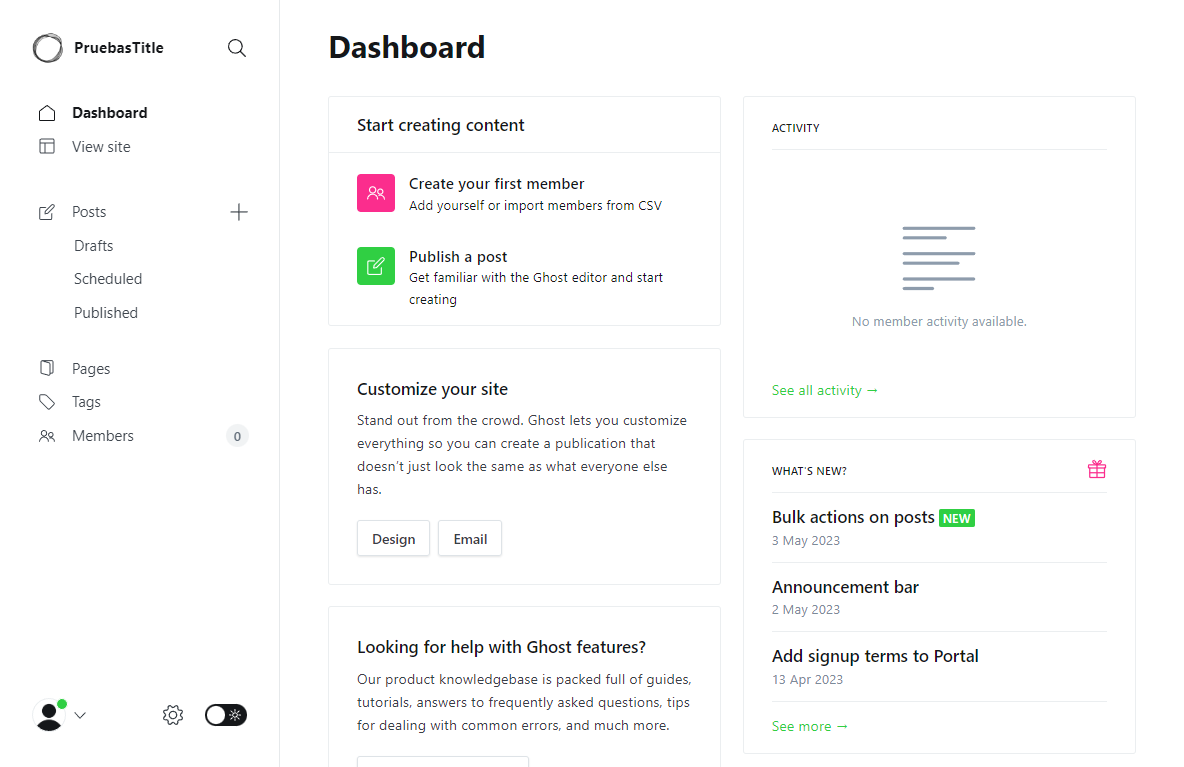 PruebasTitle
Dashboard
View site
Posts
Drafts
Scheduled
Published
Pages
Tags
Members 0
Dashboard
Start creating content
Create your first member
Add yourself or import members from CSV
Publish a post
Get familiar with the Ghost editor and start
creating
Customize your site
Stand out from the crowd. Ghost lets you customize
everything so you can create a publication that
doesn’t just look the same as what everyone else
has.
Design Email
Looking for help with Ghost features?
Our product knowledgebase is packed full of guides,
tutorials, answers to frequently asked questions, tips
for dealing with common errors, and much more.
ACTIVITY
No member activity available.
See all activity →
WHAT’S NEW?
Bulk actions on posts NEW
3 May 2023
Announcement bar
2 May 2023
Add signup terms to Portal
13 Apr 2023
See more →